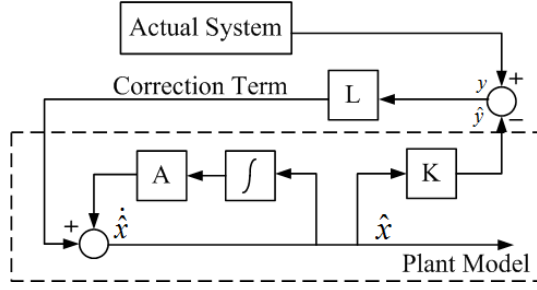 Actual System
+
Correction Term
L
y
ŷ
−
A
∫
K
+
ẋ̂
x̂
Plant Model